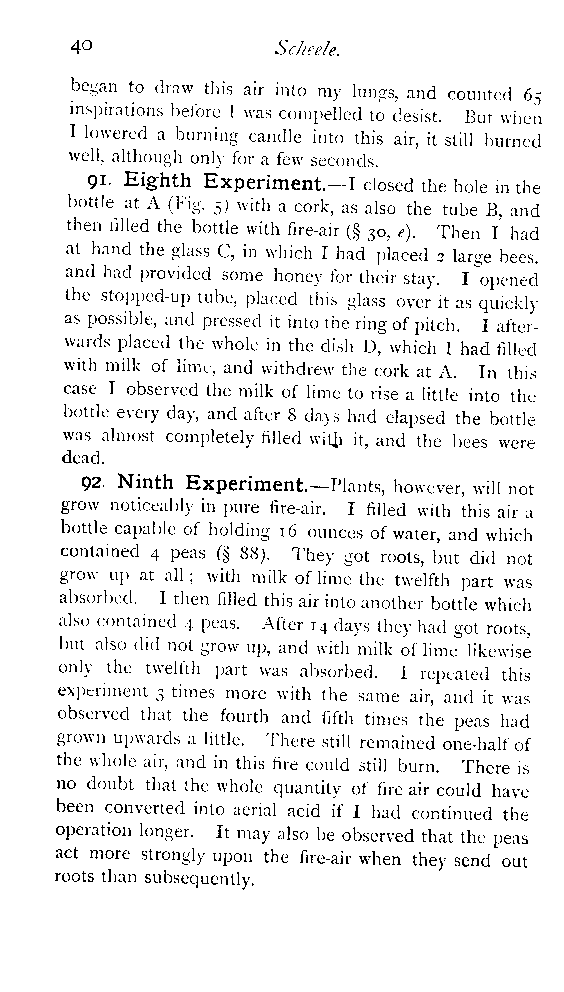 40 Scheele.
began to draw this air into my lungs, and counted 65
inspirations before I was compelled to desist. But when
I lowered a burning candle into this air, it still burned
well, although only for a few seconds.
91. Eighth Experiment.—I closed the hole in the
bottle at A (Fig. 5) with a cork, as also the tube B, and
then filled the bottle with fire-air (§ 30, e). Then I had
at hand the glass C, in which I had placed 2 large bees,
and had provided some honey for their stay. I opened
the stopped-up tube, placed this glass over it as quickly
as possible, and pressed it into the ring of pitch. I after-
wards placed the whole in the dish D, which I had filled
with milk of lime, and withdrew the cork at A. In this
case I observed the milk of lime to rise a little into the
bottle every day, and after 8 days had elapsed the bottle
was almost completely filled with it, and the bees were
dead.
92. Ninth Experiment.—Plants, however, will not
grow noticeably in pure fire-air. I filled with this air a
bottle capable of holding 16 ounces of water, and which
contained 4 peas (§ 88). They got roots, but did not
grow up at all; with milk of lime the twelfth part was
absorbed. I then filled this air into another bottle which
also contained 4 peas. After 14 days they had got roots,
but also did not grow up, and with milk of lime likewise
only the twelfth part was absorbed. I repeated this
experiment 3 times more with the same air, and it was
observed that the fourth and fifth times the peas had
grown upwards a little. There still remained one-half of
the whole air, and in this fire could still burn. There is
no doubt that the whole quantity of fire air could have
been converted into aerial acid if I had continued the
operation longer. It may also be observed that the peas
act more strongly upon the fire-air when they send out
roots than subsequently.